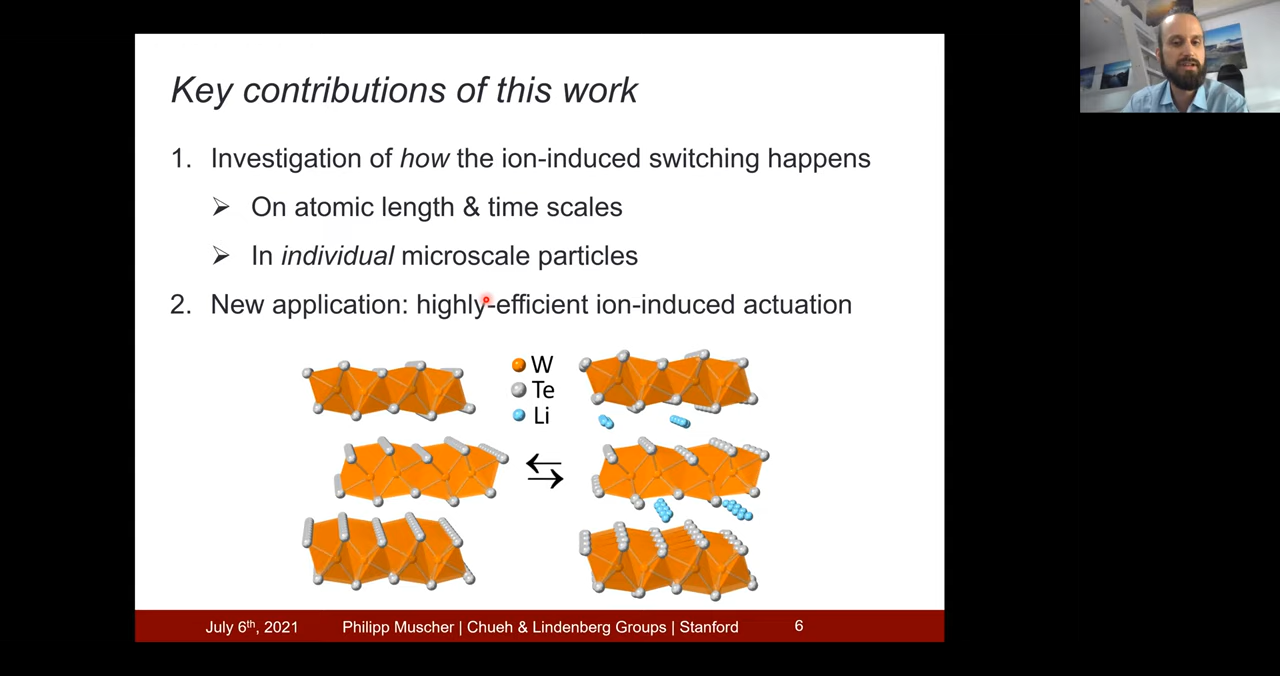 Key contributions of this work
1. Investigation of how the ion-induced switching happens
➢ On atomic length & time scales
➢ In individual microscale particles
2. New application: highly-efficient ion-induced actuation
W
Te
Li
July 6th, 2021 Philipp Muscher | Chueh & Lindenberg Groups | Stanford 6